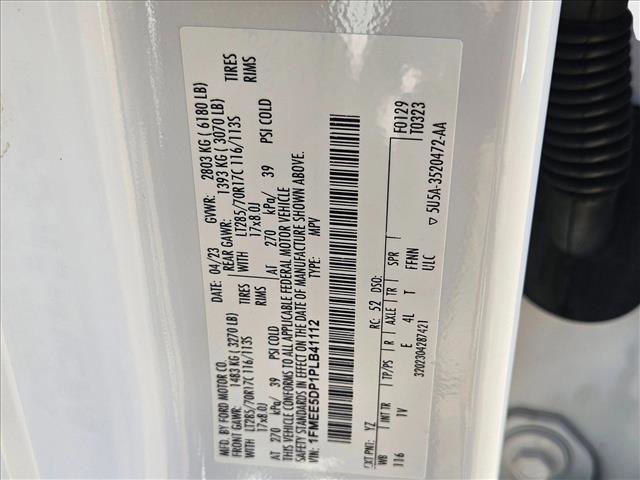 MFD. BY FORD MOTOR CO.
DATE: 04/23 GVWR: 2803 KG ( 6180 LB)
FRONT GAWR: 1483 KG ( 3270 LB) REAR GAWR: 1393 KG ( 3070 LB)
WITH LT285/70R17C 116/113S TIRES WITH LT285/70R17C 116/113S TIRES
17x8.0J RIMS 17x8.0J RIMS
AT 270 kPa/ 39 PSI COLD AT 270 kPa/ 39 PSI COLD
THIS VEHICLE CONFORMS TO ALL APPLICABLE FEDERAL MOTOR VEHICLE
SAFETY STANDARDS IN EFFECT ON THE DATE OF MANUFACTURE SHOWN ABOVE.
VIN: 1FMEE5DP1PLB41112 TYPE: MPV
EXT PNT: YZ RC: 52 DSO: F0129
WB INT TR TP/PS R AXLE TR SPR T0323
116 1V E 4L T FFNN
3202304287421 ULC
5U5A-3520472-AA